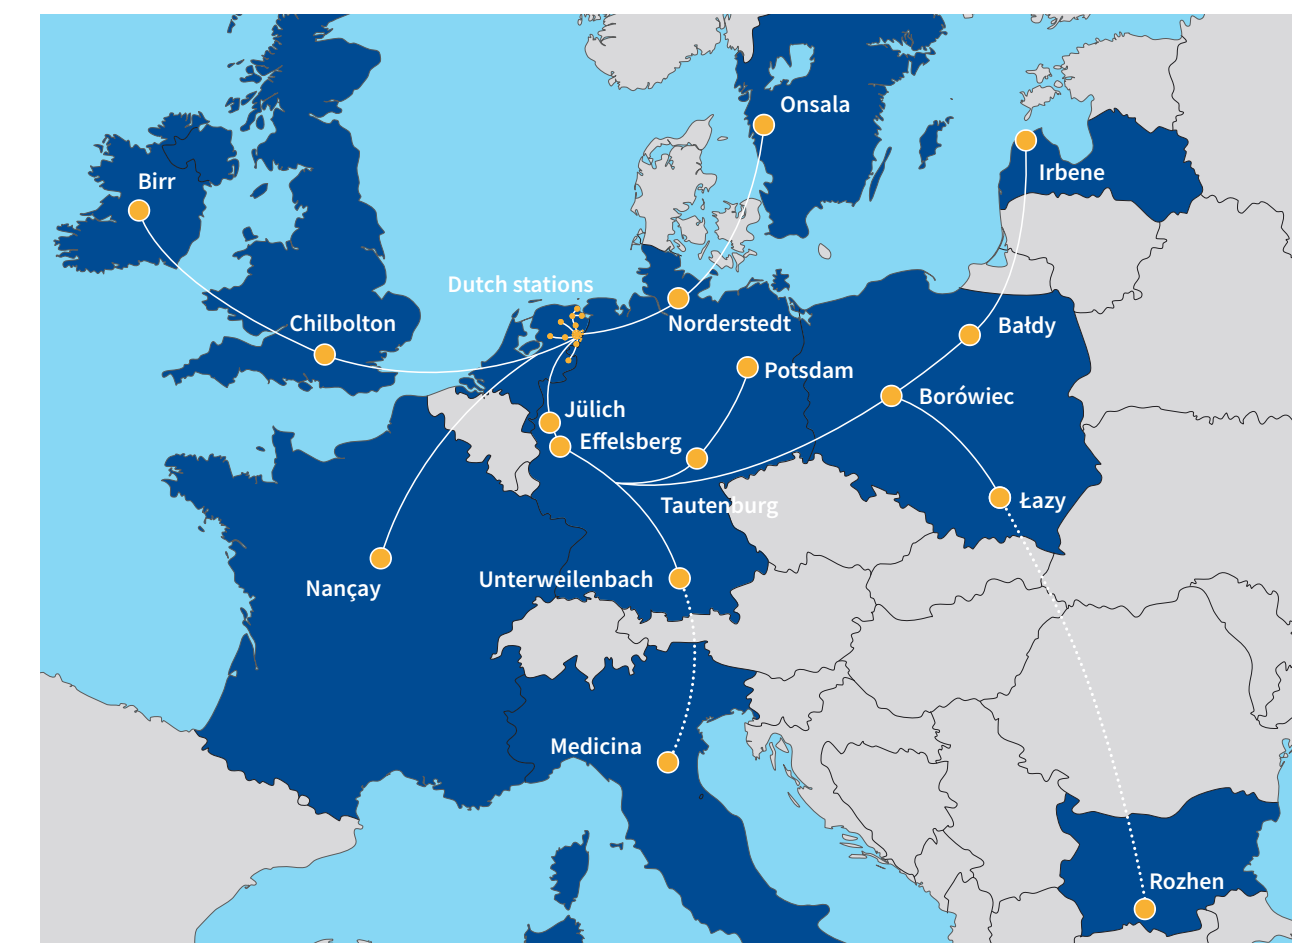 Onsala
Irbene
Birr
Dutch stations
Chilbolton
Norderstedt
Bałdy
Potsdam
Borówiec
Jülich
Effelsberg
Tautenburg
Łazy
Unterweilenbach
Nançay
Medicina
Rozhen